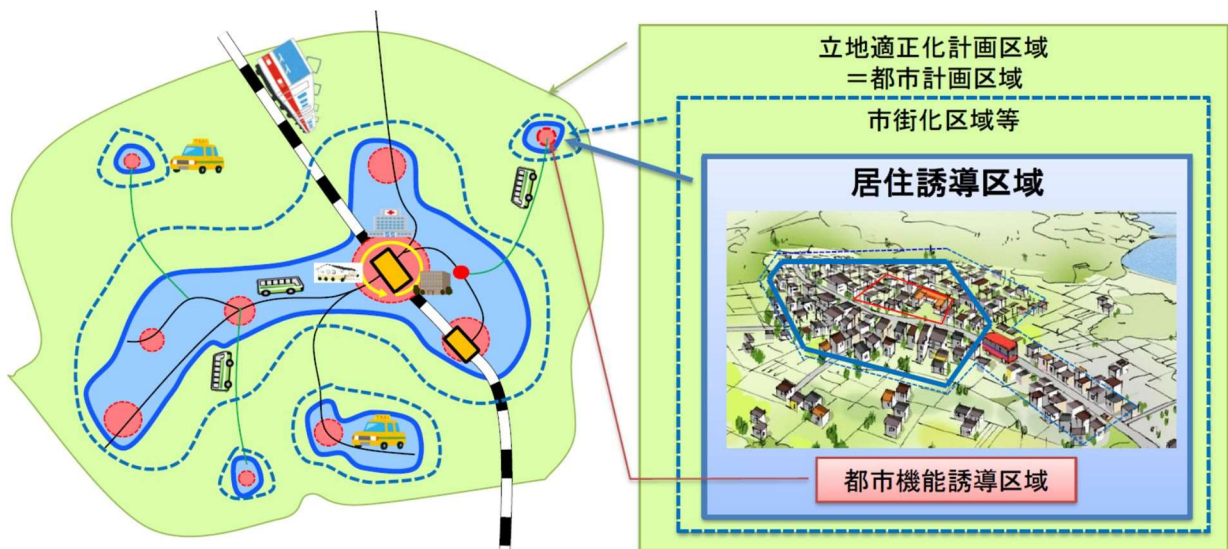 立地適正化計画区域
=都市計画区域
市街化区域等
居住誘導区域
都市機能誘導区域